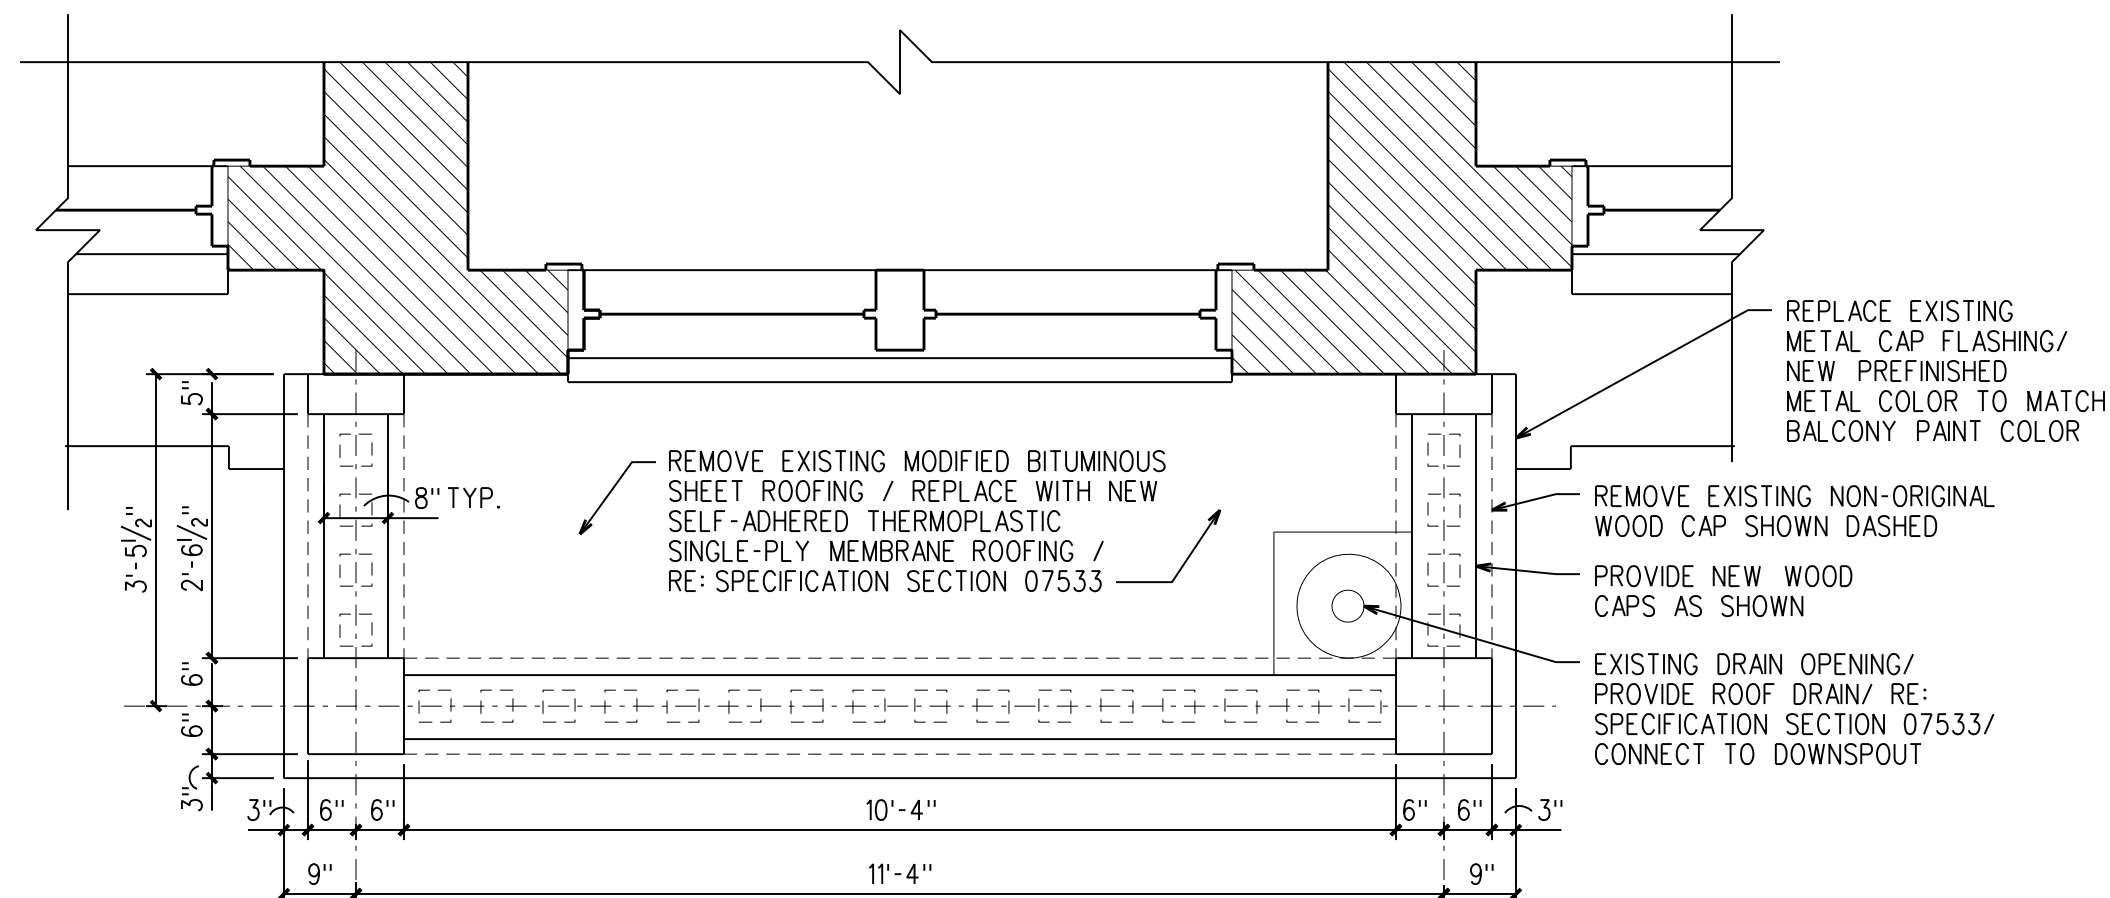 REPLACE EXISTING
METAL CAP FLASHING/
NEW PREFINISHED
METAL COLOR TO MATCH
BALCONY PAINT COLOR
5"
REMOVE EXISTING MODIFIED BITUMINOUS
SHEET ROOFING / REPLACE WITH NEW
SELF-ADHERED THERMOPLASTIC
SINGLE-PLY MEMBRANE ROOFING /
RE: SPECIFICATION SECTION 07533
8" TYP.
REMOVE EXISTING NON-ORIGINAL
WOOD CAP SHOWN DASHED
3'-5½"
2'-6½"
PROVIDE NEW WOOD
CAPS AS SHOWN
6"
6"
3"
EXISTING DRAIN OPENING/
PROVIDE ROOF DRAIN/ RE:
SPECIFICATION SECTION 07533/
CONNECT TO DOWNSPOUT
3" 6" 6" 10'-4" 6" 6" 3"
9" 11'-4" 9"